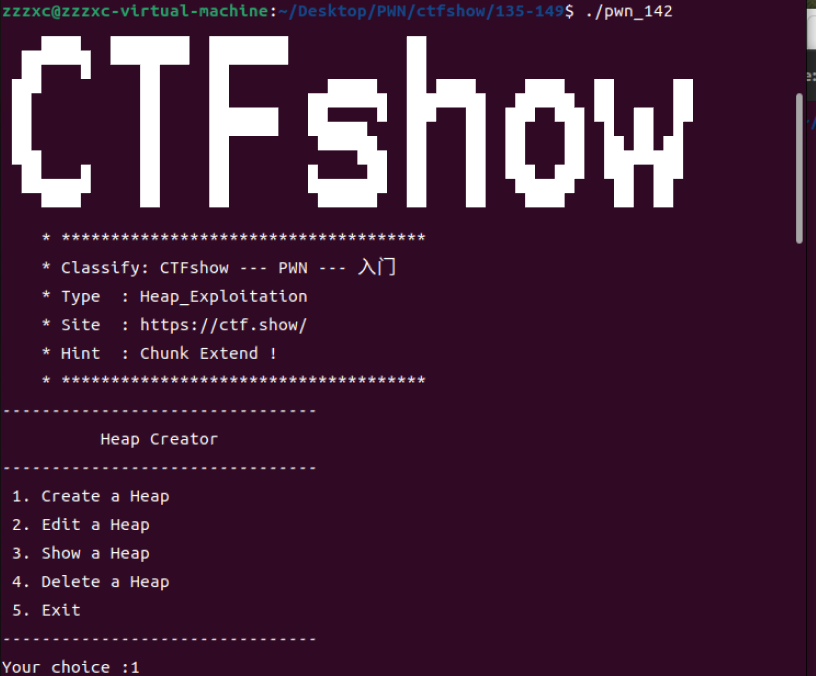 zzzxc@zzzxc-virtual-machine:~/Desktop/PWN/ctfshow/135-149$ ./pwn_142
CTFshow
* *************************************
* Classify: CTFshow --- PWN --- 入门
* Type  : Heap_Exploitation
* Site  : https://ctf.show/
* Hint  : Chunk Extend !
* *************************************
--------------------------------
Heap Creator
--------------------------------
1. Create a Heap
2. Edit a Heap
3. Show a Heap
4. Delete a Heap
5. Exit
--------------------------------
Your choice :1